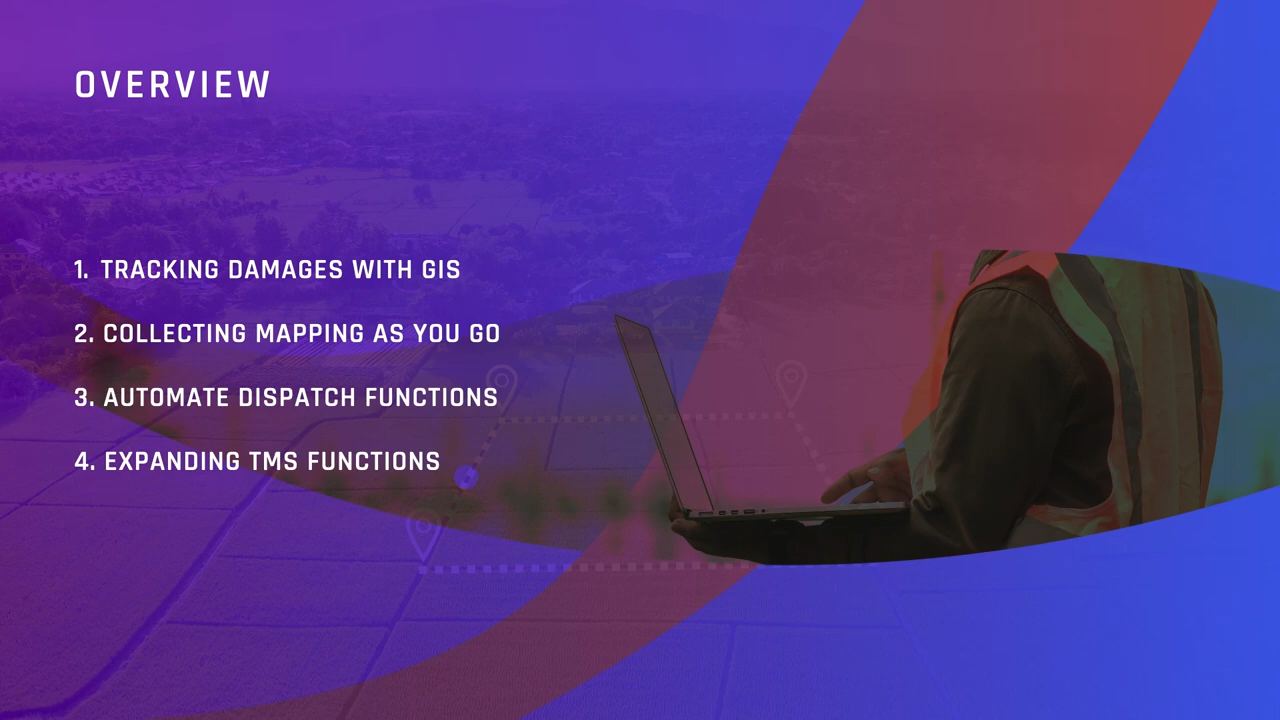 OVERVIEW
1. TRACKING DAMAGES WITH GIS
2. COLLECTING MAPPING AS YOU GO
3. AUTOMATE DISPATCH FUNCTIONS
4. EXPANDING TMS FUNCTIONS